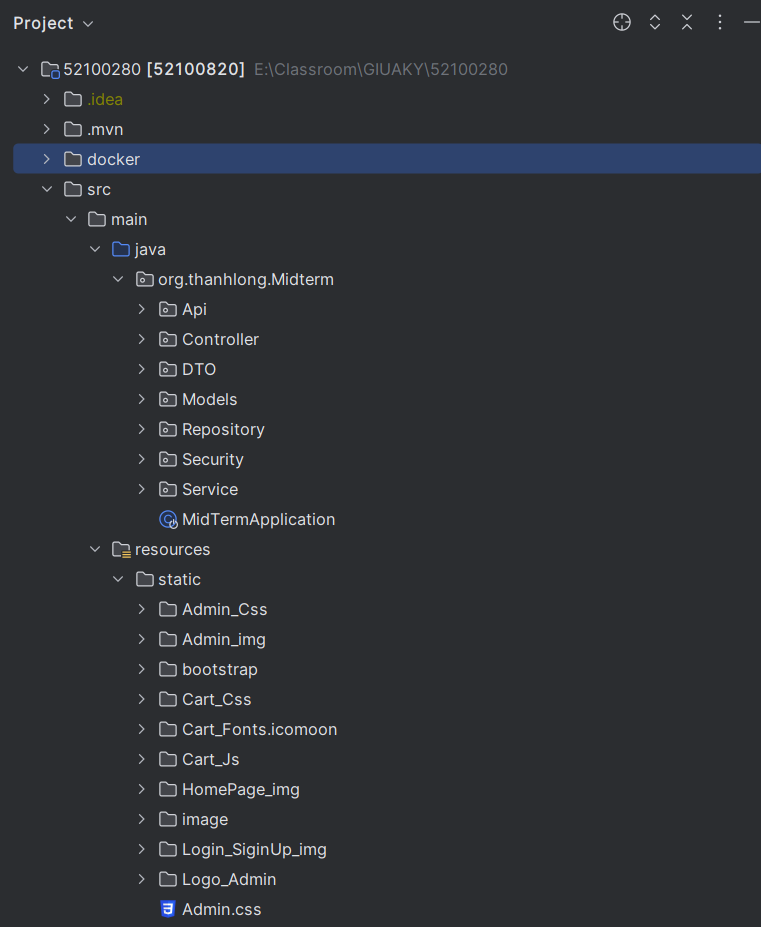 Project
52100280 [52100820] E:\Classroom\GIUAKY\52100280
.idea
.mvn
docker
src
main
java
org.thanhlong.Midterm
Api
Controller
DTO
Models
Repository
Security
Service
MidTermApplication
resources
static
Admin_Css
Admin_img
bootstrap
Cart_Css
Cart_Fonts.icomoon
Cart_Js
HomePage_img
image
Login_SiginUp_img
Logo_Admin
Admin.css